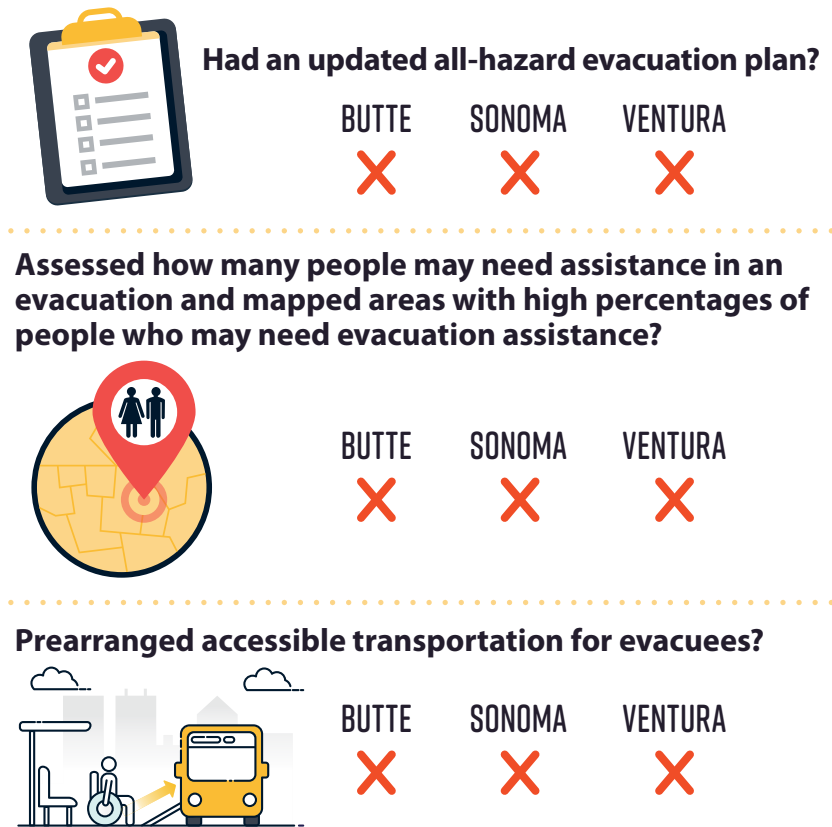 Had an updated all-hazard evacuation plan?
BUTTE SONOMA VENTURA
Assessed how many people may need assistance in an
evacuation and mapped areas with high percentages of
people who may need evacuation assistance?
BUTTE SONOMA VENTURA
Prearranged accessible transportation for evacuees?
BUTTE SONOMA VENTURA